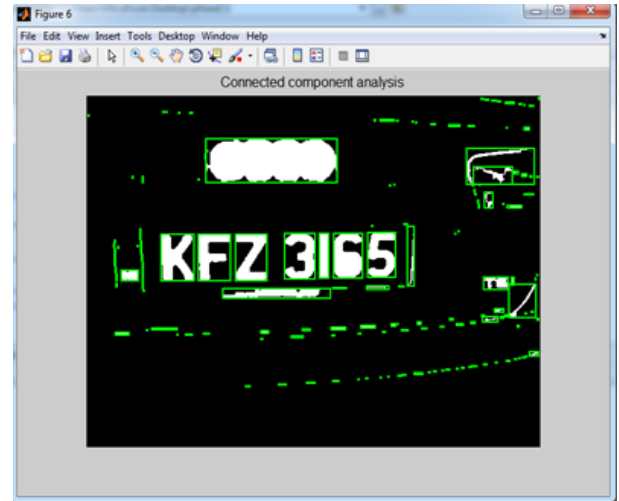 Figure 6
File Edit View Insert Tools Desktop Window Help
Connected component analysis
KFZ 3165